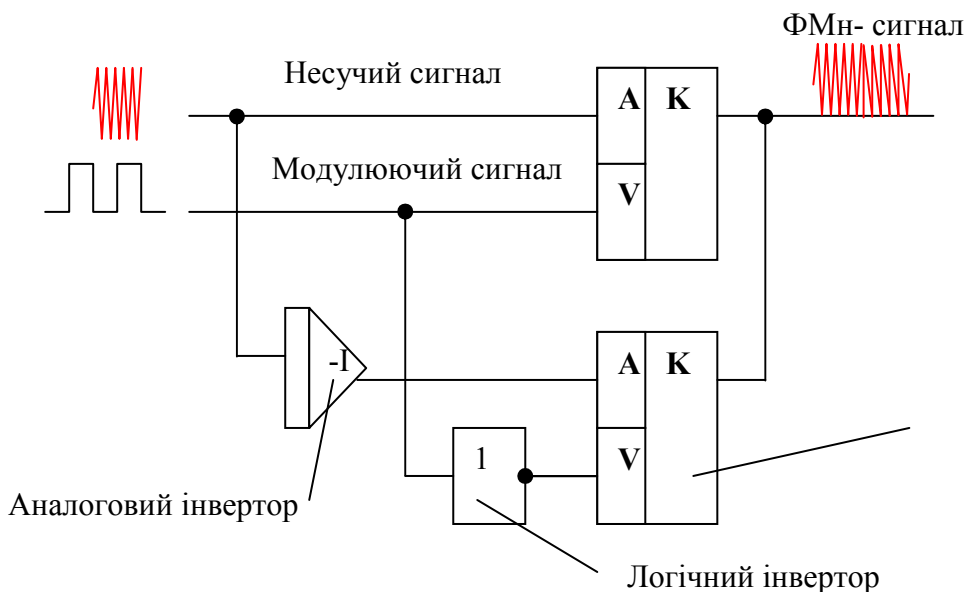 ФМн- сигнал
Несучий сигнал
A K
Модулюючий сигнал
V
-I
A K
1
V
Аналоговий інвертор
Логічний інвертор